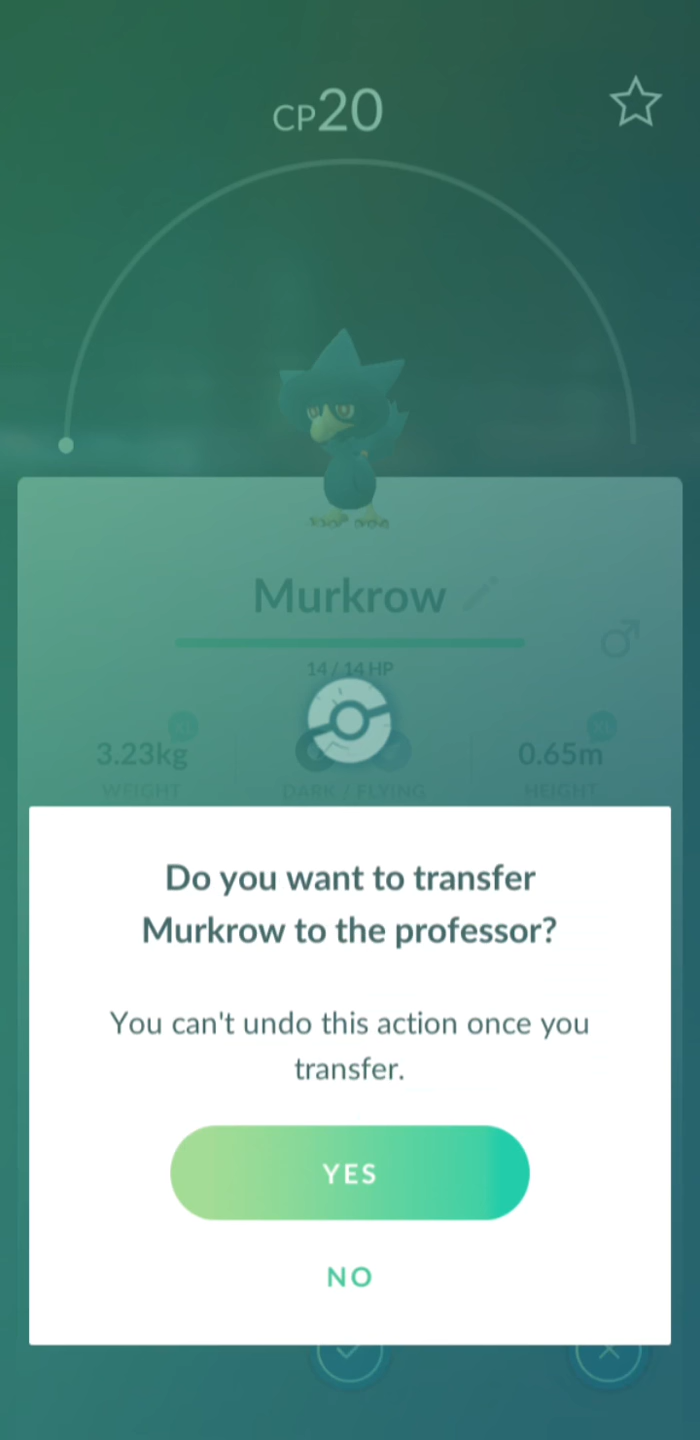 CP20
Murkrow
14 / 14 HP
3.23kg
0.65m
WEIGHT
DARK / FLYING
HEIGHT
Do you want to transfer
Murkrow to the professor?
You can't undo this action once you
transfer.
YES
NO